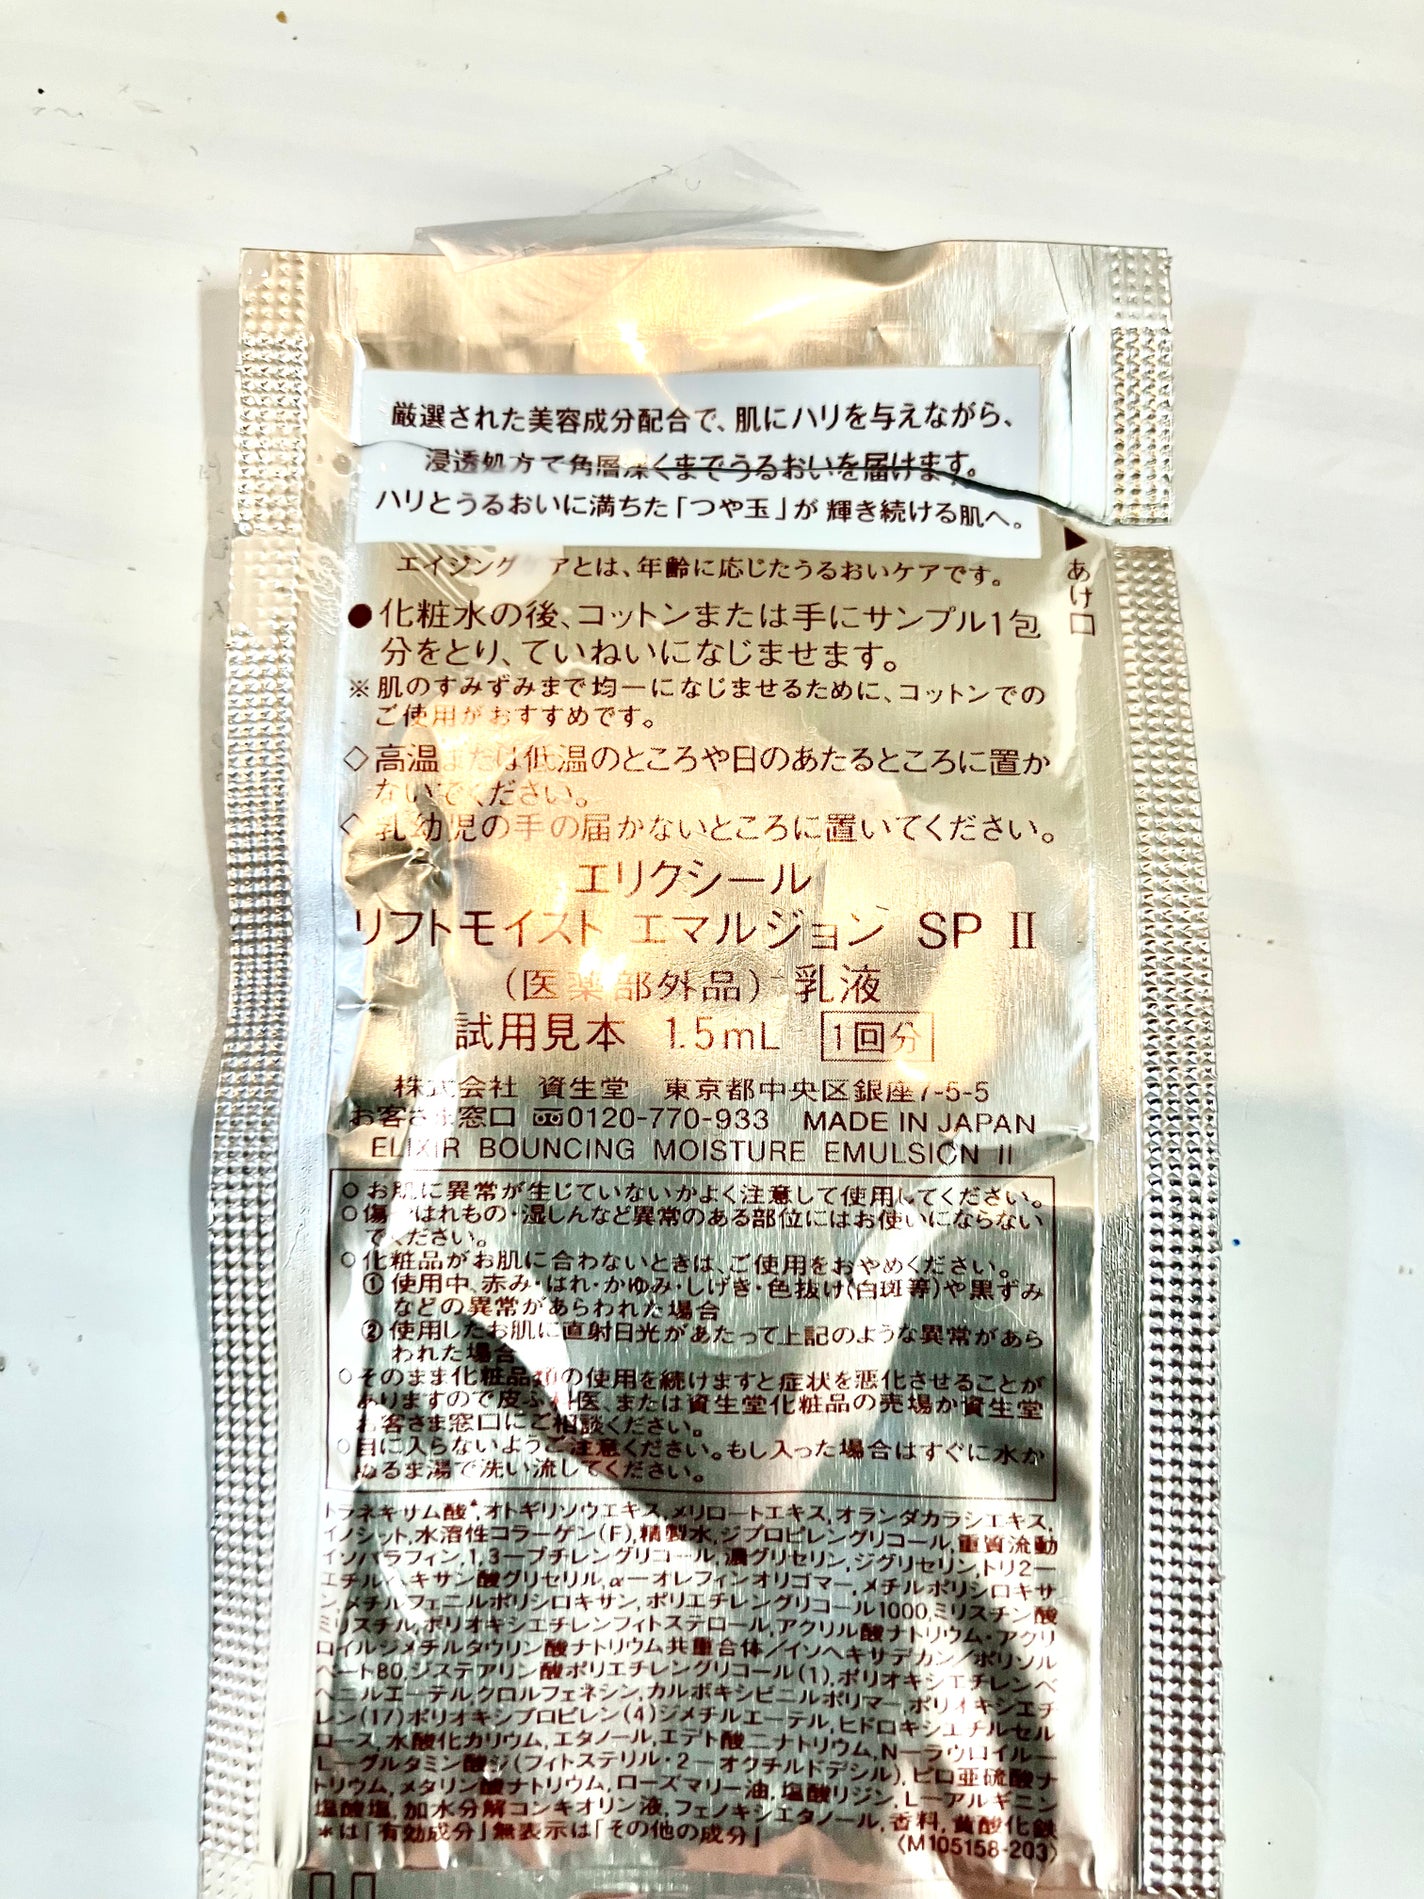 厳選された美容成分配合で、肌にハリを与えながら、
浸透処方で角層深くまでうるおいを届けます。
ハリとうるおいに満ちた「つや玉」が 輝き続ける肌へ。
エイジング アとは、年齢に応じたうるおいケアです。
▶あけ口
●化粧水の後、コットンまたは手にサンプル1包
分をとり、ていねいになじませます。
※肌のすみずみまで均一になじませるために、コットンでの
ご使用がおすすめです。
◇高温または低温のところや日のあたるところに置か
ないでください。
◇乳幼児の手の届かないところに置いてください。
エリクシール
リフトモイスト エマルジョン SP II
(医薬部外品) 乳液
試用見本 1.5mL 1回分
株式会社 資生堂 東京都中央区銀座7-5-5
お客さま窓口 0120-770-933 MADE IN JAPAN
ELIXIR BOUNCING MOISTURE EMULSION II
○お肌に異常が生じていないかよく注意して使用してください。
○傷・はれもの・湿しんなど異常のある部位にはお使いにならない
でください。
○化粧品がお肌に合わないときは、ご使用をおやめください。
①使用中、赤み・はれ・かゆみ・しげき・色抜け(白斑等)や黒ずみ
などの異常があらわれた場合
②使用したお肌に直射日光があたって上記のような異常があら
われた場合
○そのまま化粧品類の使用を続けますと症状を悪化させることが
ありますので皮ふ科医、または資生堂化粧品の売場か資生堂
お客さま窓口にご相談ください。
○目に入らないようご注意ください。もし入った場合はすぐに水か
ぬるま湯で洗い流してください。
トラネキサム酸*,オトギリソウエキス,メリロートエキス,オランダカラシエキス,
イノシット,水溶性コラーゲン(F),精製水,ジプロピレングリコール,重質流動
イソパラフィン,1,3ーブチレングリコール,濃グリセリン,ジグリセリン,トリ2ー
エチルヘキサン酸グリセリル,αーオレフィンオリゴマー,メチルポリシロキサ
ン,メチルフェニルポリシロキサン,ポリエチレングリコール1000,ミリスチン酸
ミリスチル,ポリオキシエチレンフィトステロール,アクリル酸ナトリウム・アクリ
ロイルジメチルタウリン酸ナトリウム共重合体/イソヘキサデカン/ポリソル
ベート80,ジステアリン酸ポリエチレングリコール(1),ポリオキシエチレンベ
ヘニルエーテル,クロルフェネシン,カルボキシビニルポリマー,ポリオキシエチ
レン(17)ポリオキシプロピレン(4)ジメチルエーテル,ヒドロキシエチルセル
ロース,水酸化カリウム,エタノール,エデト酸二ナトリウム,NーラウロイルーLーグルタミン酸ジ(フィトステリル・2ーオクチルドデシル),ピロ亜硫酸ナ
トリウム,メタリン酸ナトリウム,ローズマリー油,塩酸リジン,Lーアルギニン
塩酸塩,加水分解コンキオリン液,フェノキシエタノール,香料,黄酸化鉄
*は「有効成分」無表示は「その他の成分」
(M105158-203)